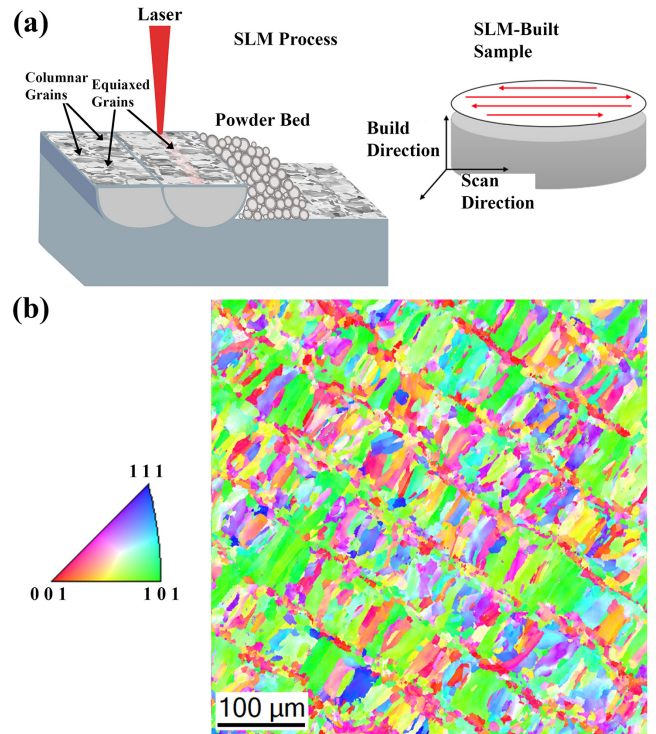 (a)
Laser
SLM Process
SLM-Built
Sample
Columnar
Grains
Equiaxed
Grains
Powder Bed
Build
Direction
Scan
Direction
(b)
1 1 1
0 0 1
1 0 1
100 µm